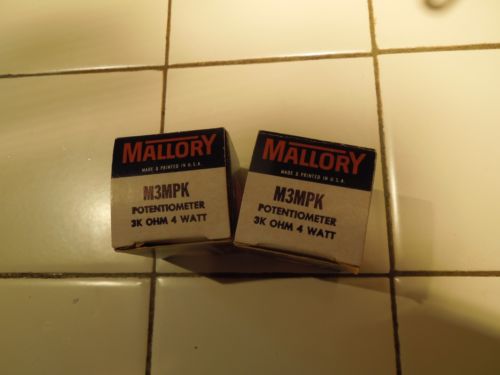 MALLORY
MADE & PRINTED IN U.S.A.
M3MPK
POTENTIOMETER
3K OHM 4 WATT
MALLORY
MADE & PRINTED IN U.S.A.
M3MPK
POTENTIOMETER
3K OHM 4 WATT